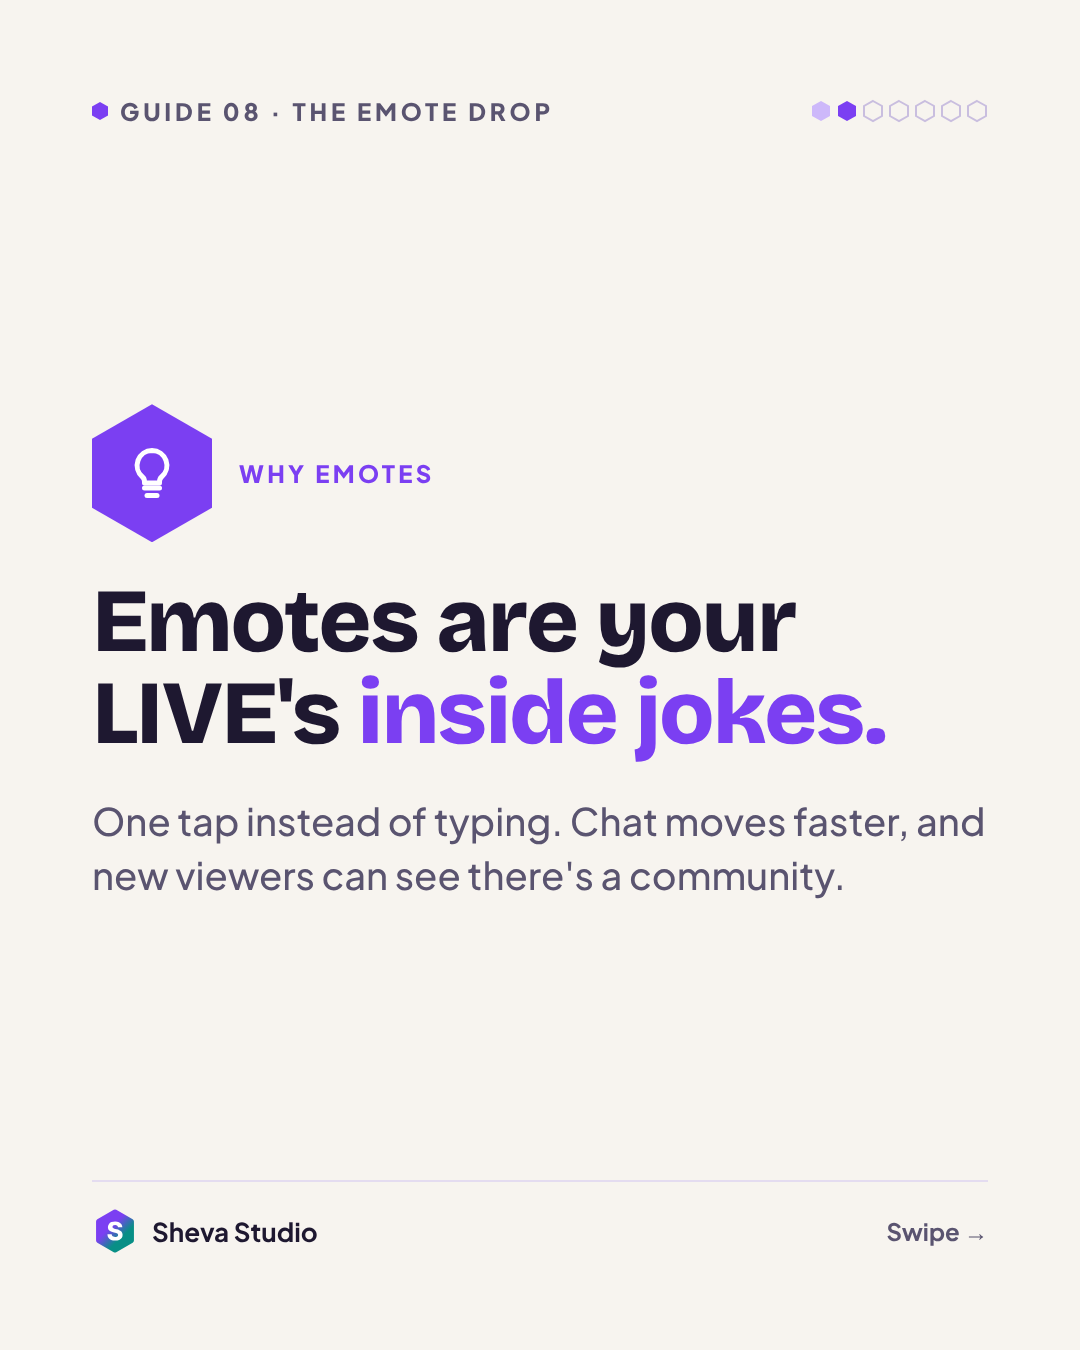 GUIDE 08 · THE EMOTE DROP
WHY EMOTES
Emotes are your
LIVE's inside jokes.
One tap instead of typing. Chat moves faster, and
new viewers can see there's a community.
S Sheva Studio
Swipe →